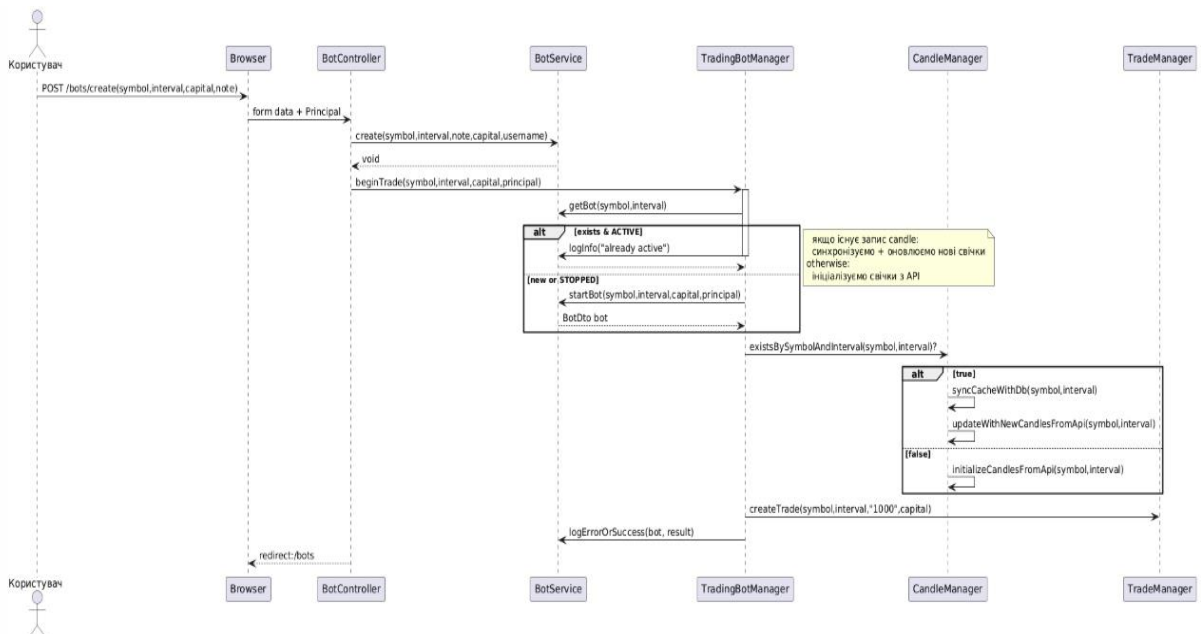 Користувач
Browser
BotController
BotService
TradingBotManager
CandleManager
TradeManager
POST /bots/create(symbol,interval,capital,note)
form data + Principal
create(symbol,interval,note,capital,username)
void
beginTrade(symbol,interval,capital,principal)
getBot(symbol,interval)
alt [exists & ACTIVE]
logInfo("already active")
якщо існує запис candle:
синхронізуємо + оновлюємо нові свічки
otherwise:
ініціалізуємо свічки з API
[new or STOPPED]
startBot(symbol,interval,capital,principal)
BotDto bot
existsBySymbolAndInterval(symbol,interval)?
alt [true]
syncCacheWithDb(symbol,interval)
updateWithNewCandlesFromApi(symbol,interval)
[false]
initializeCandlesFromApi(symbol,interval)
createTrade(symbol,interval,"1000",capital)
logErrorOrSuccess(bot, result)
redirect:/bots
Користувач
Browser
BotController
BotService
TradingBotManager
CandleManager
TradeManager